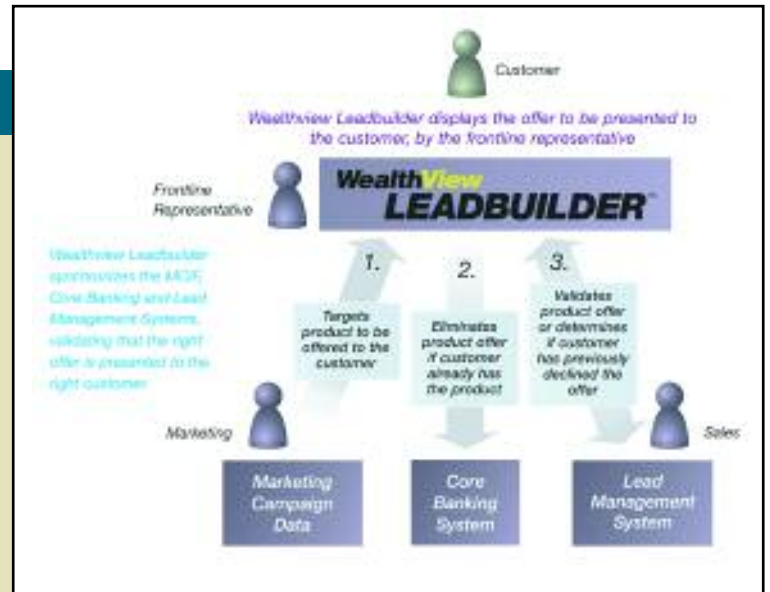 Customer
Wealthview Leadbuilder displays the offer to be presented to
the customer, by the frontline representative
Frontline
Representative
WealthView
LEADBUILDER™
Wealthview Leadbuilder
synchronizes the MCIF,
Core Banking and Lead
Management Systems,
validating that the right
offer is presented to the
right customer
1.
Targets
product to be
offered to the
customer
2.
Eliminates
product offer
if customer
already has
the product
3.
Validates
product offer
or determines
if customer
has previously
declined the
offer
Marketing
Sales
Marketing
Campaign
Data
Core
Banking
System
Lead
Management
System